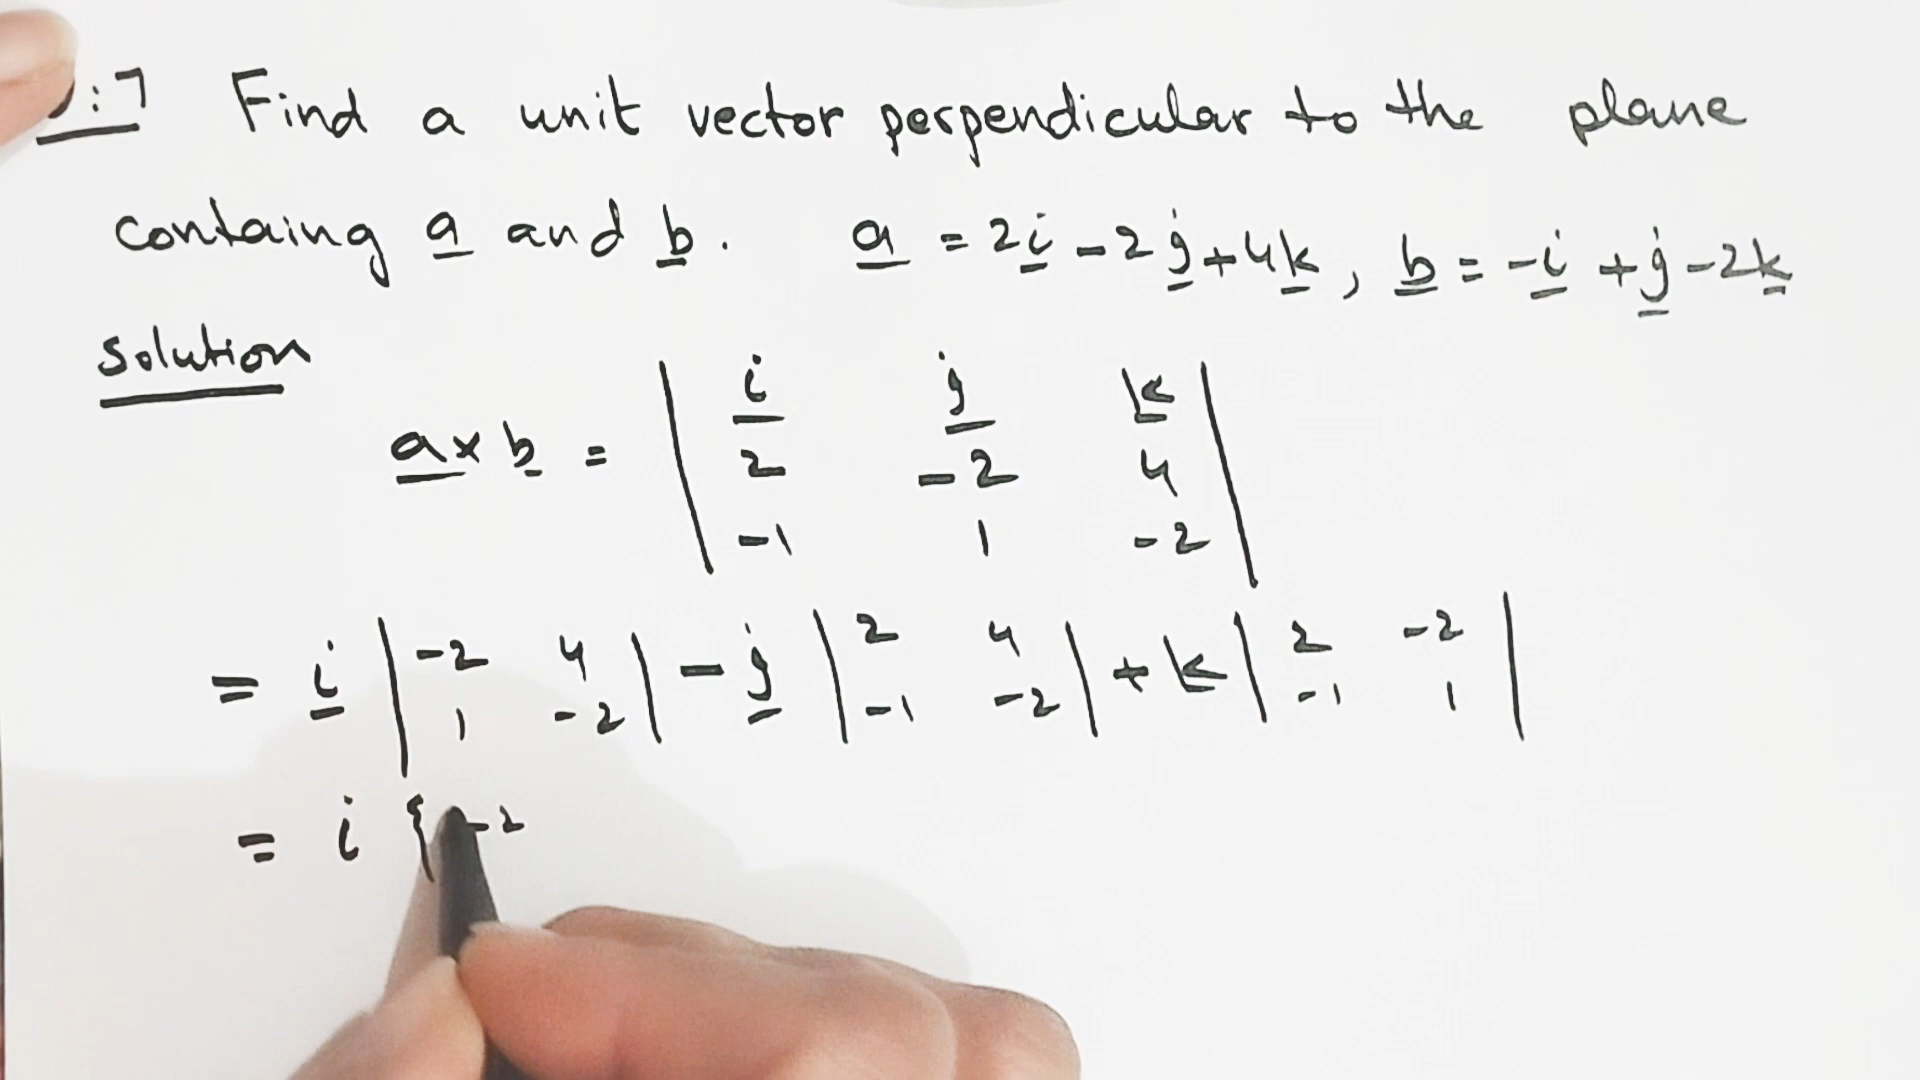 :7 Find a unit vector perpendicular to the plane
containg a and b. a = 2i - 2j + 4k, b = -i + j - 2k
solution
a × b = | i j k |
| 2 -2 4 |
| -1 1 -2 |
= i | -2 4 | - j | 2 4 | + k | 2 -2 |
| 1 -2 | | -1 -2 | | -1 1 |
= i { -2